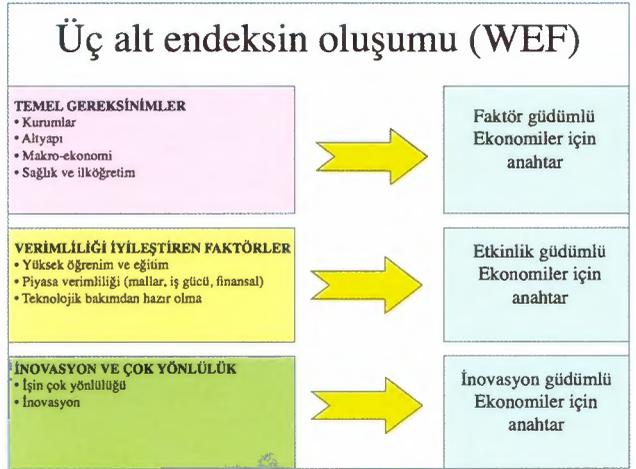 Üç alt endeksin oluşumu (WEF)
TEMEL GEREKSİNİMLER
• Kurumlar
• Altyapı
• Makro-ekonomi
• Sağlık ve ilköğretim
Faktör güdümlü
Ekonomiler için
anahtar
VERİMLİLİĞİ İYİLEŞTİREN FAKTÖRLER
• Yüksek öğrenim ve eğitim
• Piyasa verimliliği (mallar, iş gücü, finansal)
• Teknolojik bakımdan hazır olma
Etkinlik güdümlü
Ekonomiler için
anahtar
İNOVASYON VE ÇOK YÖNLÜLÜK
• İşin çok yönlülüğü
• İnovasyon
İnovasyon güdümlü
Ekonomiler için
anahtar